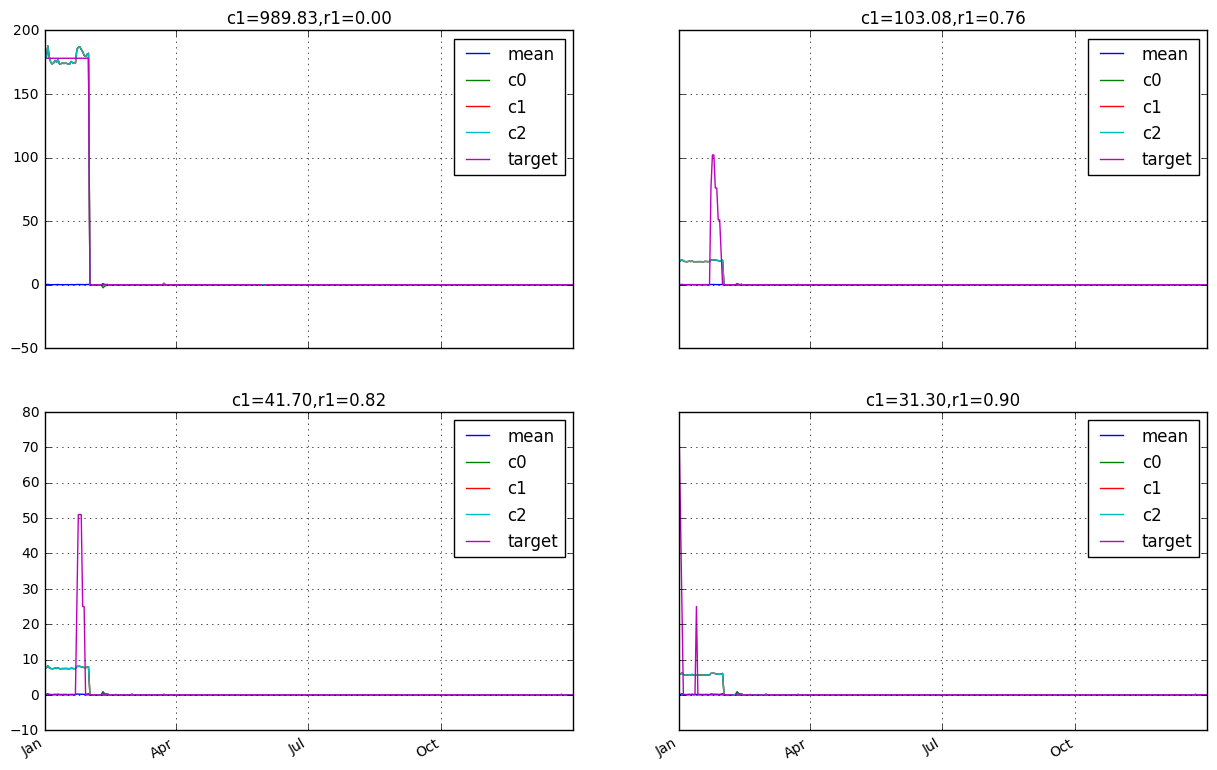 c1=989.83,r1=0.00
200
150
100
50
0
−50
mean
c0
c1
c2
target
c1=103.08,r1=0.76
mean
c0
c1
c2
target
c1=41.70,r1=0.82
80
70
60
50
40
30
20
10
0
−10
mean
c0
c1
c2
target
Jan
Apr
Jul
Oct
c1=31.30,r1=0.90
mean
c0
c1
c2
target
Jan
Apr
Jul
Oct